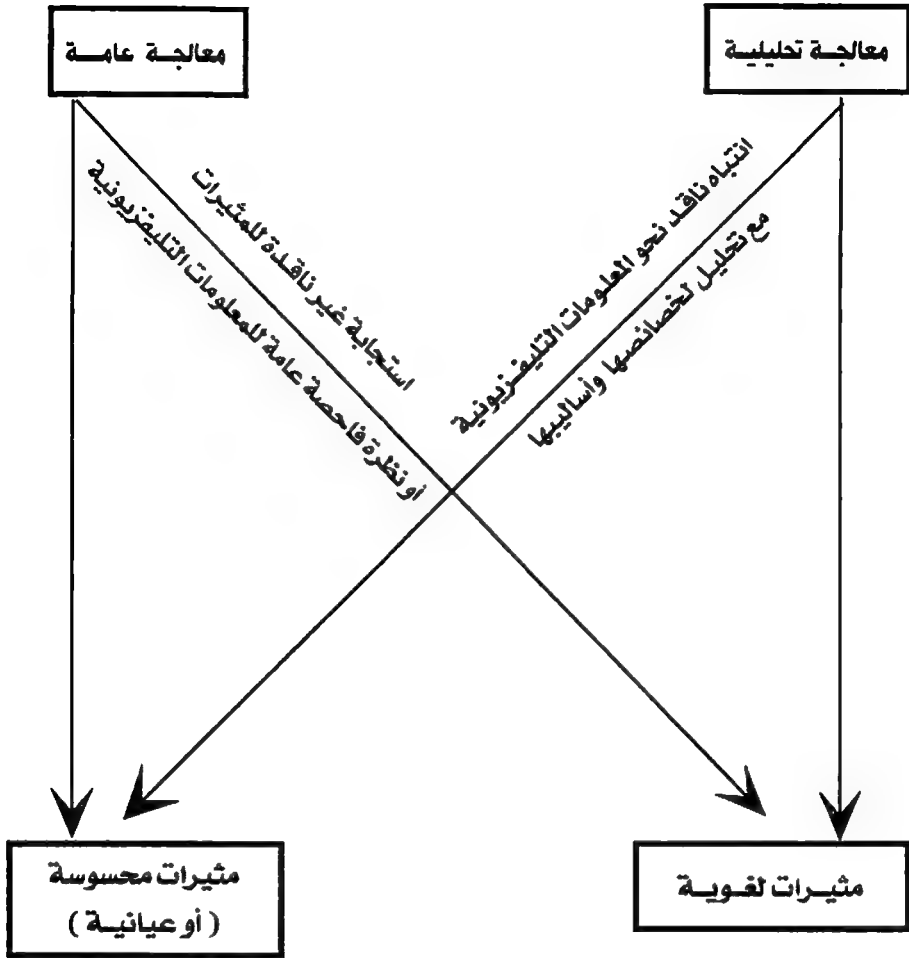 معالجة تحليلية
معالجة عامة
انتباه ناقد نحو المعلومات التليفزيونية
مع تحليل لخصائصها وأساليبها
استجابة غير ناقدة للمثيرات
أو نظرة فاحصة عامة للمعلومات التليفزيونية
مثيرات لغوية
مثيرات محسوسة
(أو عيانية)